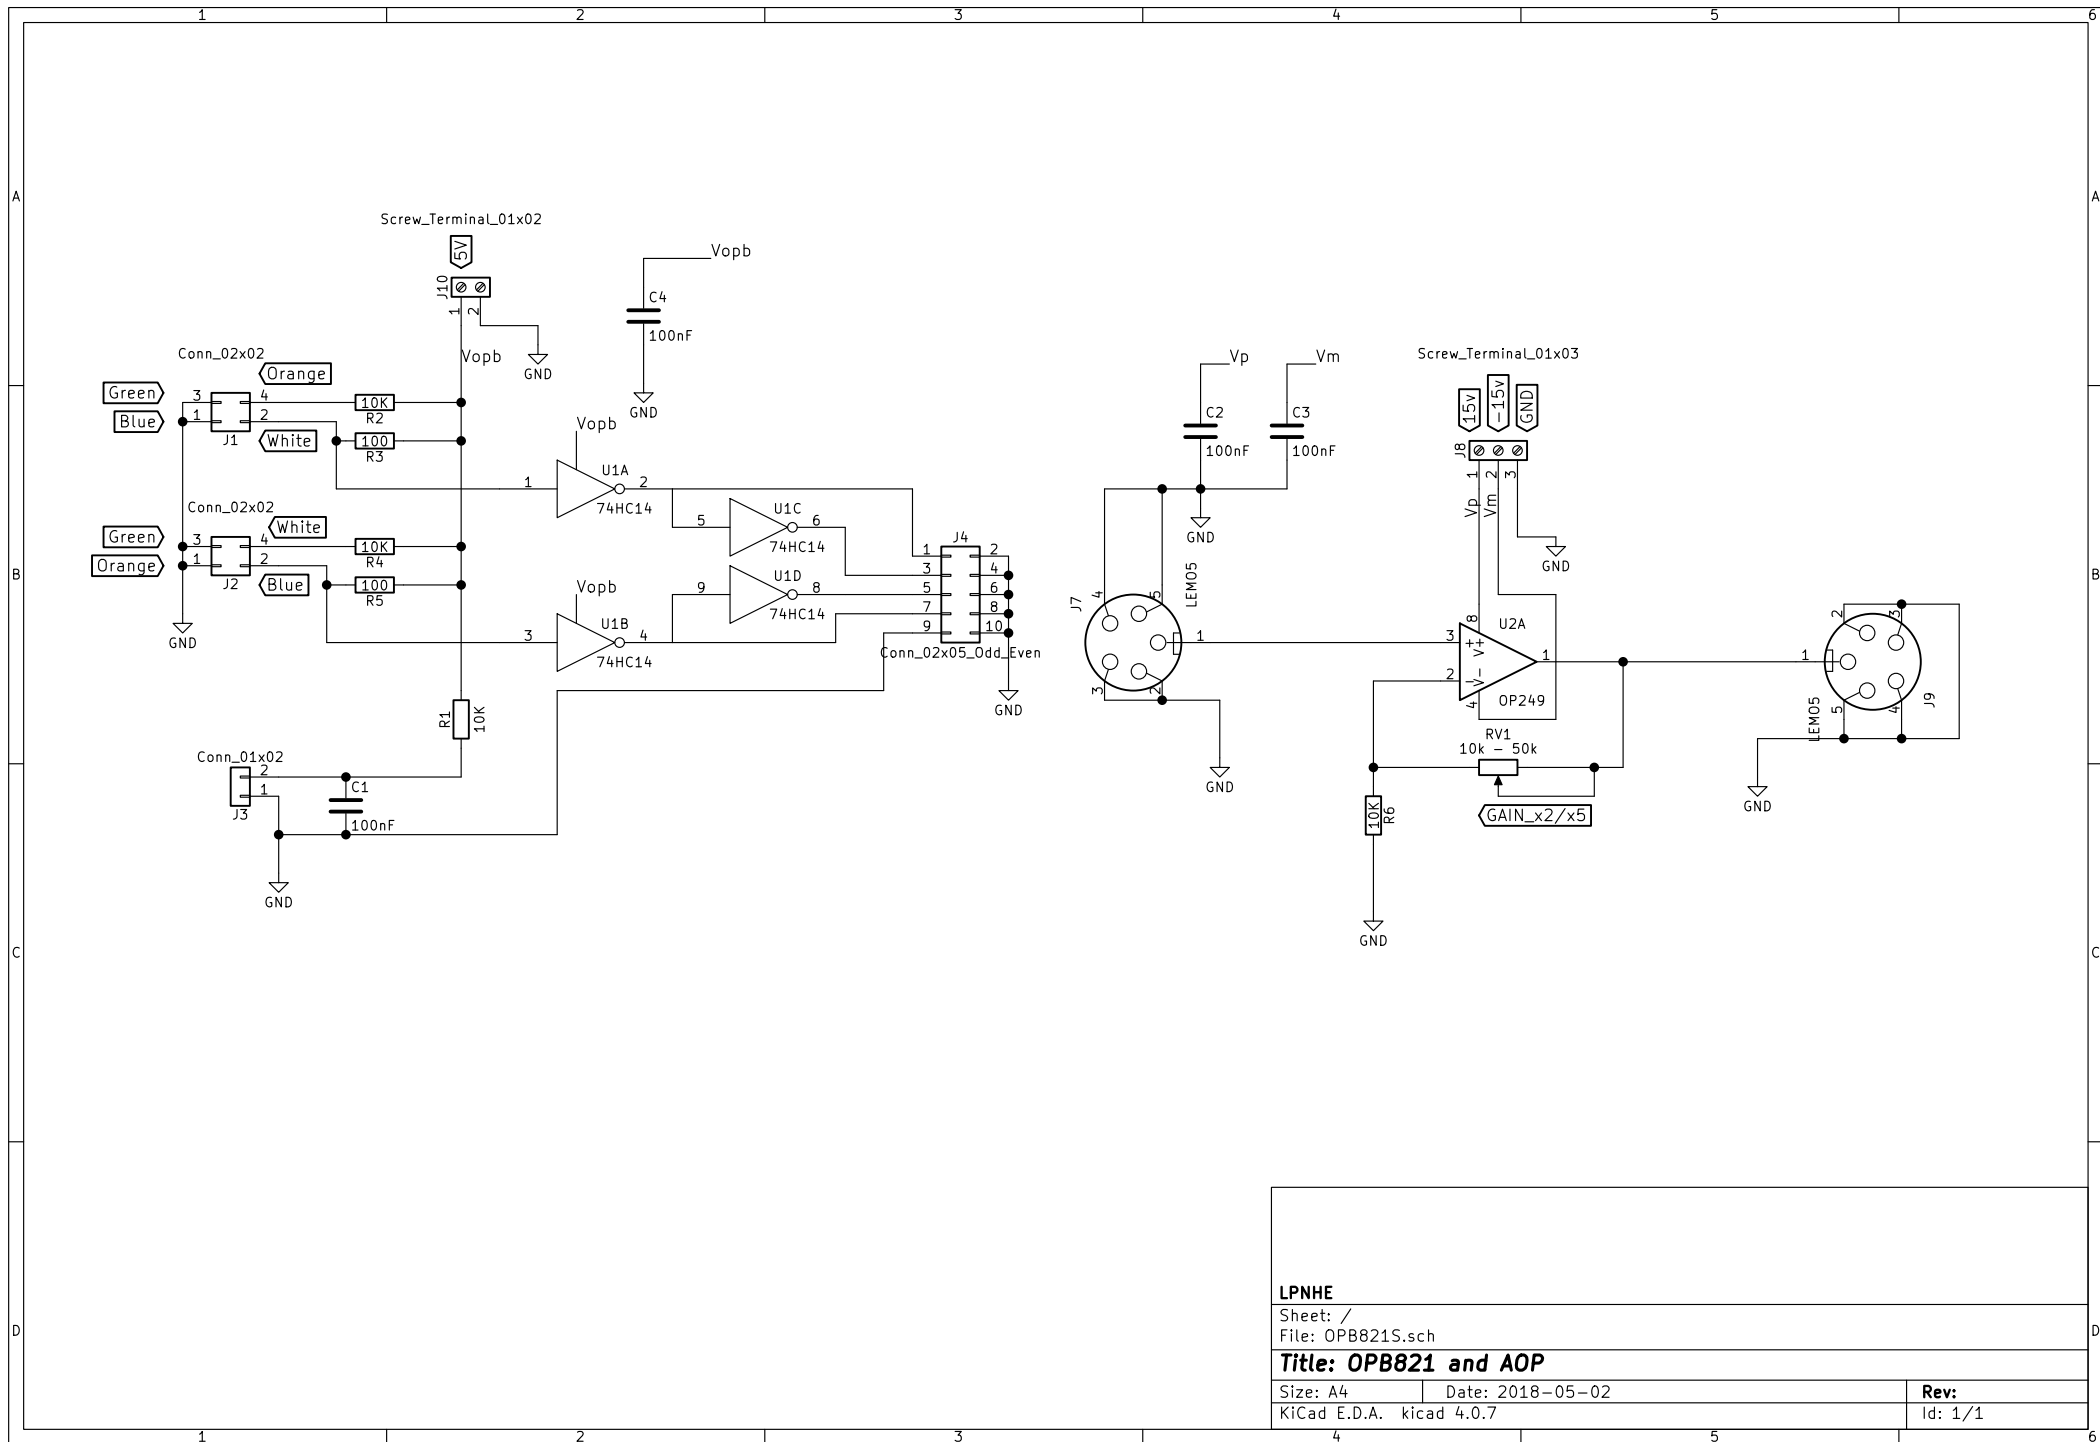 1 2 3 4 5 6
A A
Screw_Terminal_01x02
5V
Vopb
J10
C4
100nF
1 2
Vopb
GND
GND
Conn_02x02
Orange
Green
Blue
3 4
1 2
J1
White
10K
R2
100
R3
Conn_02x02
White
Green
Orange
3 4
1 2
J2
Blue
10K
R4
100
R5
GND
Vopb
U1A
1 2
74HC14
U1C
5 6
74HC14
U1D
9 8
74HC14
Vopb
U1B
3 4
74HC14
J4
1 2
3 4
5 6
7 8
9 10
Conn_02x05_Odd_Even
GND
R1
10K
Conn_01x02
2
1
J3
C1
100nF
GND
Vp
Vm
C2
100nF
C3
100nF
GND
J7
LEMO5
4 5
1
3 2
GND
Screw_Terminal_01x03
15v
-15v
GND
J8
1 2 3
Vp
Vm
GND
U2A
8
3
++
V+
1
2
-
V-
4
OP249
RV1
10k - 50k
GAIN_x2/x5
10K
R6
GND
2 3
1
5 4
LEMO5
J9
GND
B B
C C
LPNHE
Sheet: /
File: OPB821S.sch
Title: OPB821 and AOP
Size: A4 Date: 2018-05-02 Rev:
KiCad E.D.A. kicad 4.0.7 Id: 1/1
D D
1 2 3 4 5 6